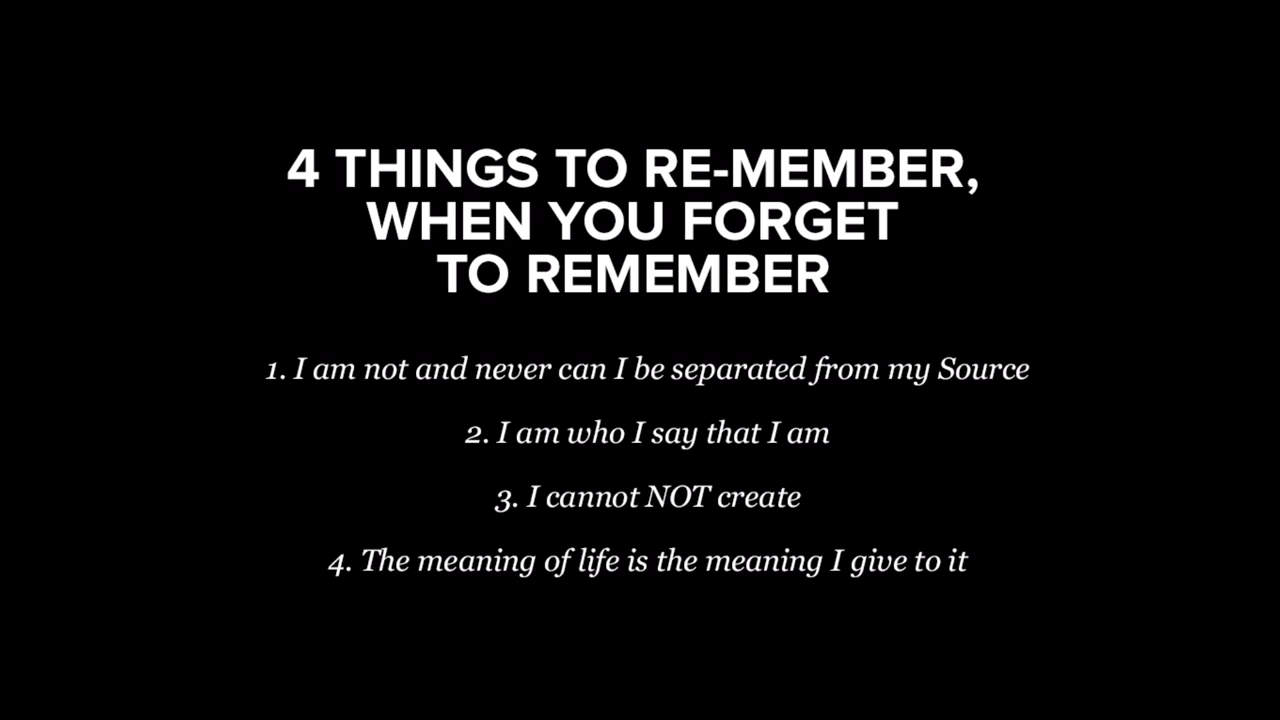 4 THINGS TO RE-MEMBER,
WHEN YOU FORGET
TO REMEMBER
1. I am not and never can I be separated from my Source
2. I am who I say that I am
3. I cannot NOT create
4. The meaning of life is the meaning I give to it